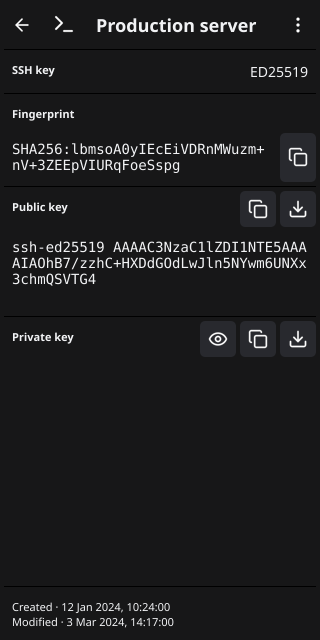 Production server
SSH key
ED25519
Fingerprint
SHA256:lbmsoA0yIEcEiVDRnMWuzm+
nV+3ZEEpVIURqFoeSspg
Public key
ssh-ed25519 AAAAC3NzaC1lZDI1NTE5AAA
AIAOhB7/zzhC+HXDdGOdLwJln5NYwm6UNXx
3chmQSVTG4
Private key
Created · 12 Jan 2024, 10:24:00
Modified · 3 Mar 2024, 14:17:00